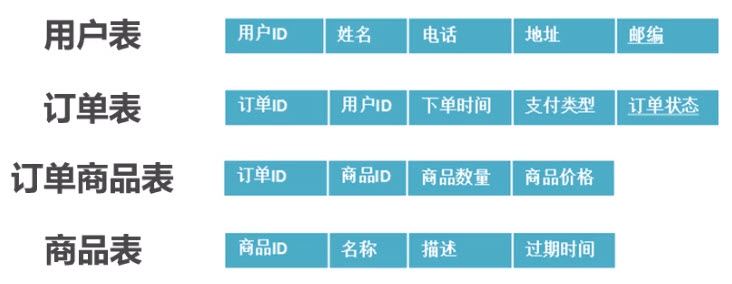 用户表 用户ID 姓名 电话 地址 邮编
订单表 订单ID 用户ID 下单时间 支付类型 订单状态
订单商品表 订单ID 商品ID 商品数量 商品价格
商品表 商品ID 名称 描述 过期时间